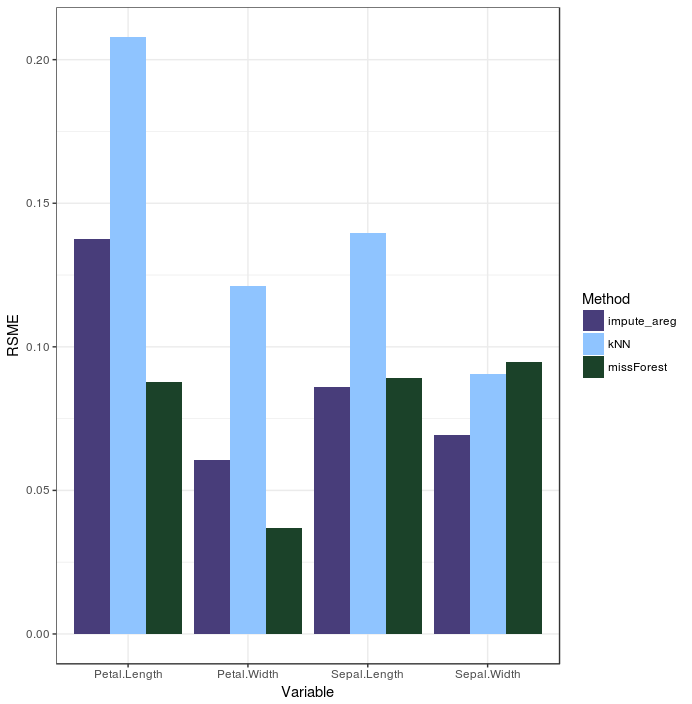 0.20
0.15
0.10
0.05
0.00
RSME
Petal.Length
Petal.Width
Sepal.Length
Sepal.Width
Variable
Method
impute_areg
kNN
missForest